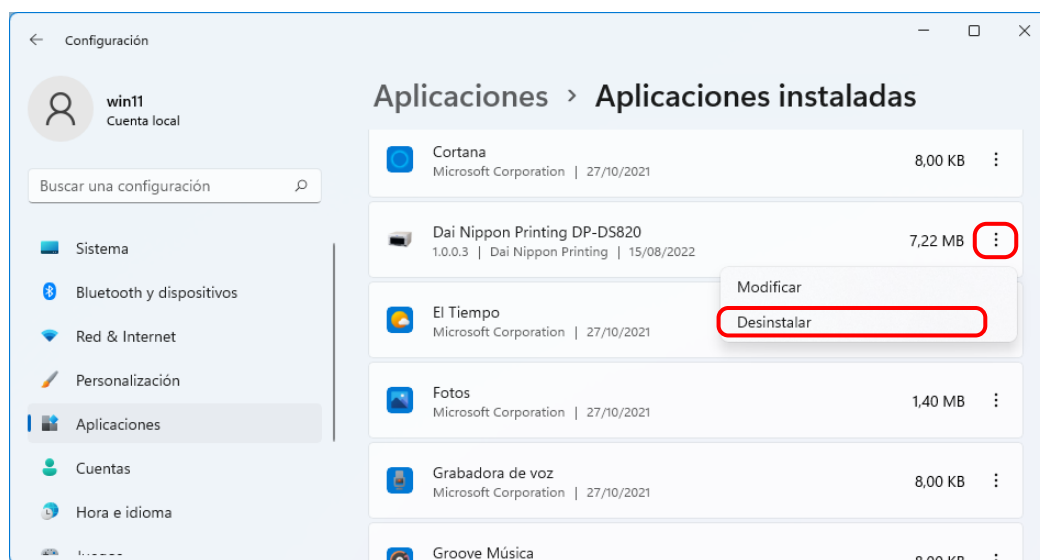 Configuración
win11
Cuenta local
Buscar una configuración
Sistema
Bluetooth y dispositivos
Red & Internet
Personalización
Aplicaciones
Cuentas
Hora e idioma
Aplicaciones > Aplicaciones instaladas
Cortana
Microsoft Corporation | 27/10/2021
8,00 KB
Dai Nippon Printing DP-DS820
1.0.0.3 | Dai Nippon Printing | 15/08/2022
7,22 MB
Modificar
Desinstalar
El Tiempo
Microsoft Corporation | 27/10/2021
Fotos
Microsoft Corporation | 27/10/2021
1,40 MB
Grabadora de voz
Microsoft Corporation | 27/10/2021
8,00 KB
Groove Música
8,00 KB